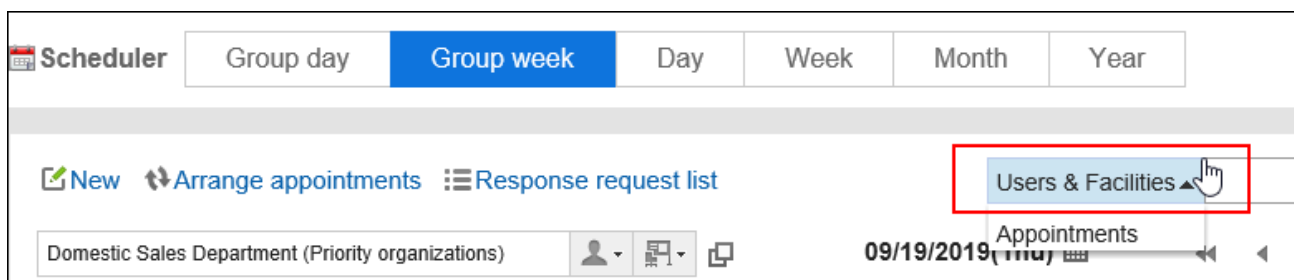 Scheduler Group day Group week Day Week Month Year
New Arrange appointments Response request list Users & Facilities
Appointments
Domestic Sales Department (Priority organizations) 09/19/2019(Thu)